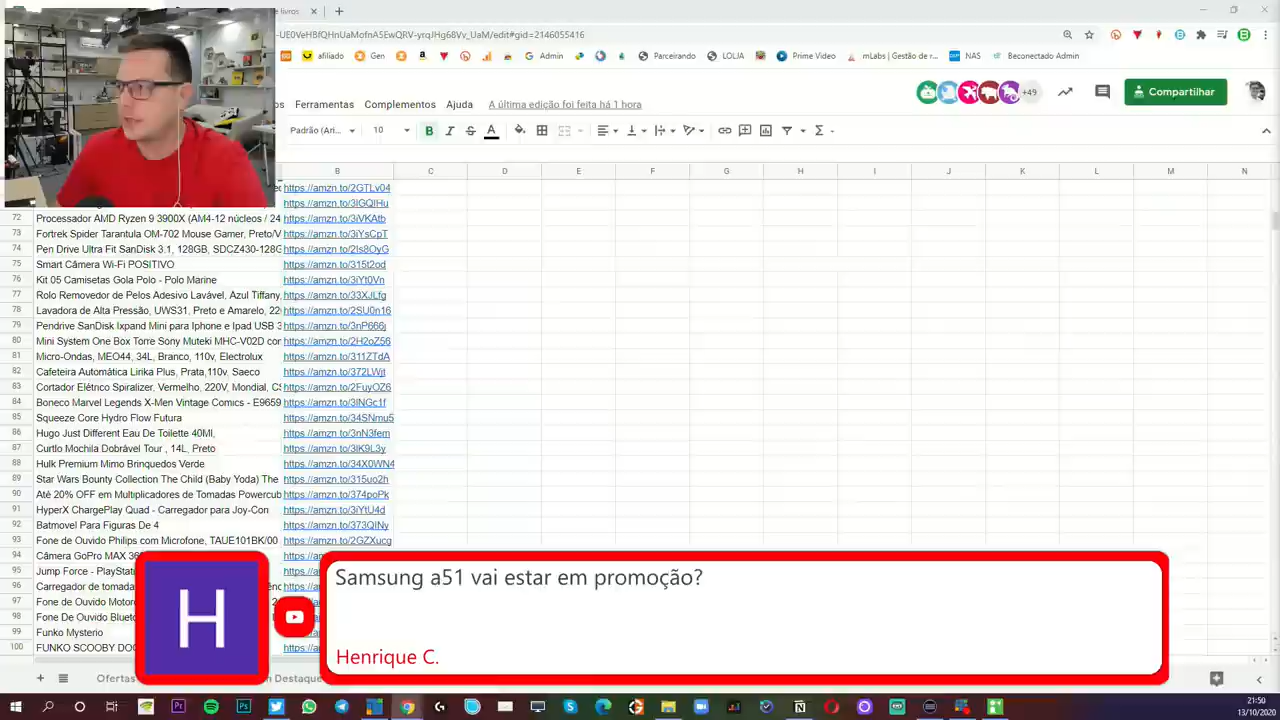 e livros
-UE0VeHBfQHnUaMofnA5EwQRV-yrqJHg68Vv_UaM/edit#gid=2146055416
afiliado
Gen
Admin
Parceirando
LOLJA
Prime Video
mLabs | Gestão de r...
NAS
Beconectado Admin
Ferramentas Complementos Ajuda A última edição foi feita há 1 hora
+49
Compartilhar
Padrão (Ari... 10
B C D E F G H I J K L M N
https://amzn.to/2GTLv04
https://amzn.to/3lGQIHu
72 Processador AMD Ryzen 9 3900X (AM4-12 núcleos / 24 https://amzn.to/3iVKAtb
73 Fortrek Spider Tarantula OM-702 Mouse Gamer, Preto/V https://amzn.to/3iYsCpT
74 Pen Drive Ultra Fit SanDisk 3.1, 128GB, SDCZ430-128G https://amzn.to/2Is8OyG
75 Smart Câmera Wi-Fi POSITIVO https://amzn.to/315t2od
76 Kit 05 Camisetas Gola Polo - Polo Marine https://amzn.to/3iYt0Vn
77 Rolo Removedor de Pelos Adesivo Lavável, Azul Tiffany, https://amzn.to/33XJLfg
78 Lavadora de Alta Pressão, UWS31, Preto e Amarelo, 22 https://amzn.to/2SU0n16
79 Pendrive SanDisk Ixpand Mini para Iphone e Ipad USB 3 https://amzn.to/3nP666j
80 Mini System One Box Torre Sony Muteki MHC-V02D con https://amzn.to/2H2oZ56
81 Micro-Ondas, MEO44, 34L, Branco, 110v, Electrolux https://amzn.to/311ZTdA
82 Cafeteira Automática Lirika Plus, Prata,110v, Saeco https://amzn.to/372LWjt
83 Cortador Elétrico Spiralizer, Vermelho, 220V, Mondial, CS https://amzn.to/2FuyOZ6
84 Boneco Marvel Legends X-Men Vintage Comics - E9659 https://amzn.to/3lNGc1f
85 Squeeze Core Hydro Flow Futura https://amzn.to/34SNmu5
86 Hugo Just Different Eau De Toilette 40Ml, https://amzn.to/3nN3fem
87 Curtlo Mochila Dobrável Tour , 14L, Preto https://amzn.to/3lK9L3y
88 Hulk Premium Mimo Brinquedos Verde https://amzn.to/34X0WN4
89 Star Wars Bounty Collection The Child (Baby Yoda) The https://amzn.to/315uo2h
90 Até 20% OFF em Multiplicadores de Tomadas Powercub https://amzn.to/374poPk
91 HyperX ChargePlay Quad - Carregador para Joy-Con https://amzn.to/3iYtU4d
92 Batmovel Para Figuras De 4 https://amzn.to/373QINy
93 Fone de Ouvido Philips com Microfone, TAUE101BK/00 https://amzn.to/2GZXucg
94 Câmera GoPro MAX 36
95 Jump Force - PlayStati
96 Carregador de tomada
97 Fone de Ouvido Motoro
98 Fone De Ouvido Blueto
99 Funko Mysterio
100 FUNKO SCOOBY DOO
H
Samsung a51 vai estar em promoção?
Henrique C.
Ofertas
Destaque
21:50
13/10/2020